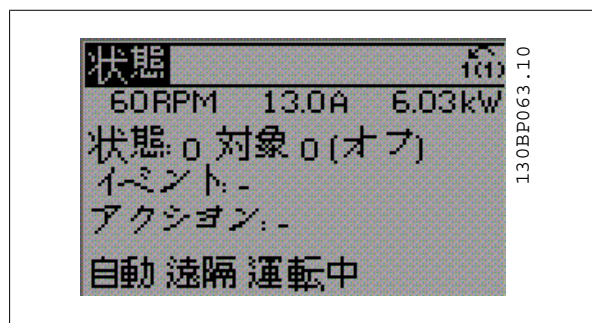 状態 1(1)
60RPM 13.0A 6.03kW
状態: 0 対象 0 (オフ)
イベント: -
アクション: -
自動 遠隔 運転中
130BP063.10